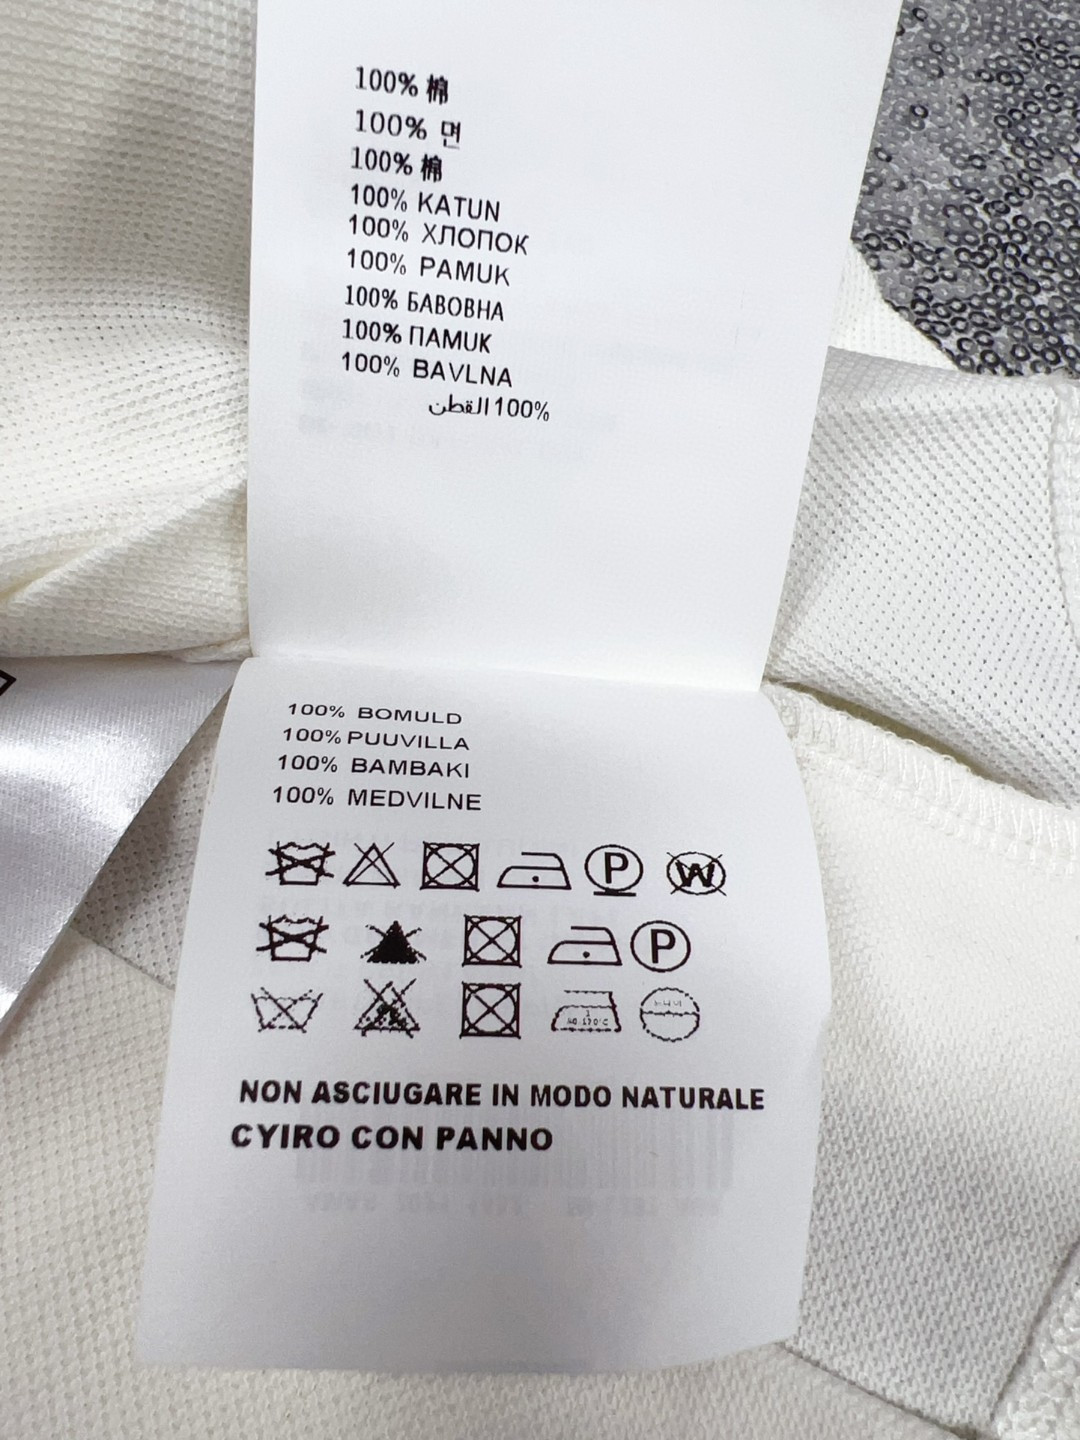 100% 棉
100% 면
100% 棉
100% KATUN
100% ХЛОПОК
100% PAMUK
100% БАВОВНА
100% ПАМУК
100% BAVLNA
100% القطن
100% BOMULD
100% PUUVILLA
100% BAMBAKI
100% MEDVILNE
P W
P
NON ASCIUGARE IN MODO NATURALE
CYIRO CON PANNO